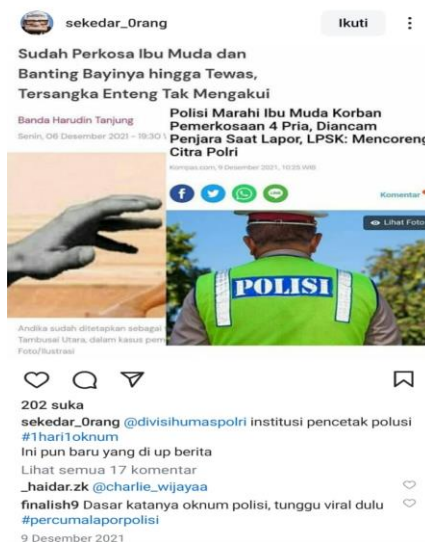 sekedar_0rang
Ikuti
Sudah Perkosa Ibu Muda dan
Banting Bayinya hingga Tewas,
Tersangka Enteng Tak Mengakui
Banda Harudin Tanjung
Senin, 06 Desember 2021 - 19:30
Polisi Marahi Ibu Muda Korban
Pemerkosaan 4 Pria, Diancam
Penjara Saat Lapor, LPSK: Mencoreng
Citra Polri
Kompas.com, 9 Desember 2021, 10:25 WIB
Komentar
Lihat Foto
POLISI
Andika sudah ditetapkan sebagai
Tambusai Utara, dalam kasus pem
Foto/Ilustrasi
202 suka
sekedar_0rang @divisihumaspolri institusi pencetak polusi
#1hari1oknum
Ini pun baru yang di up berita
Lihat semua 17 komentar
_haidar.zk @charlie_wijayaa
finalish9 Dasar katanya oknum polisi, tunggu viral dulu
#percumalaporpolisi
9 Desember 2021